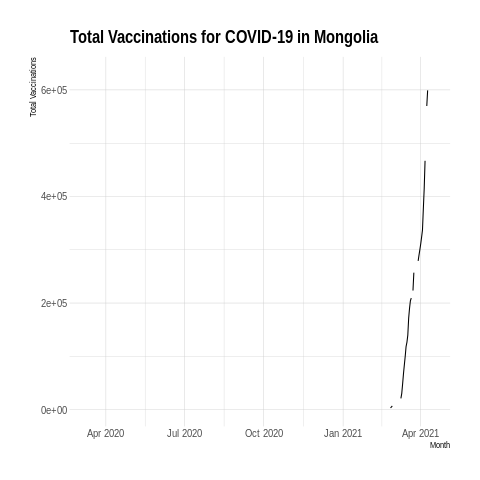 Total Vaccinations for COVID-19 in Mongolia
Total Vaccinations
6e+05
4e+05
2e+05
0e+00
Apr 2020 Jul 2020 Oct 2020 Jan 2021 Apr 2021
Month